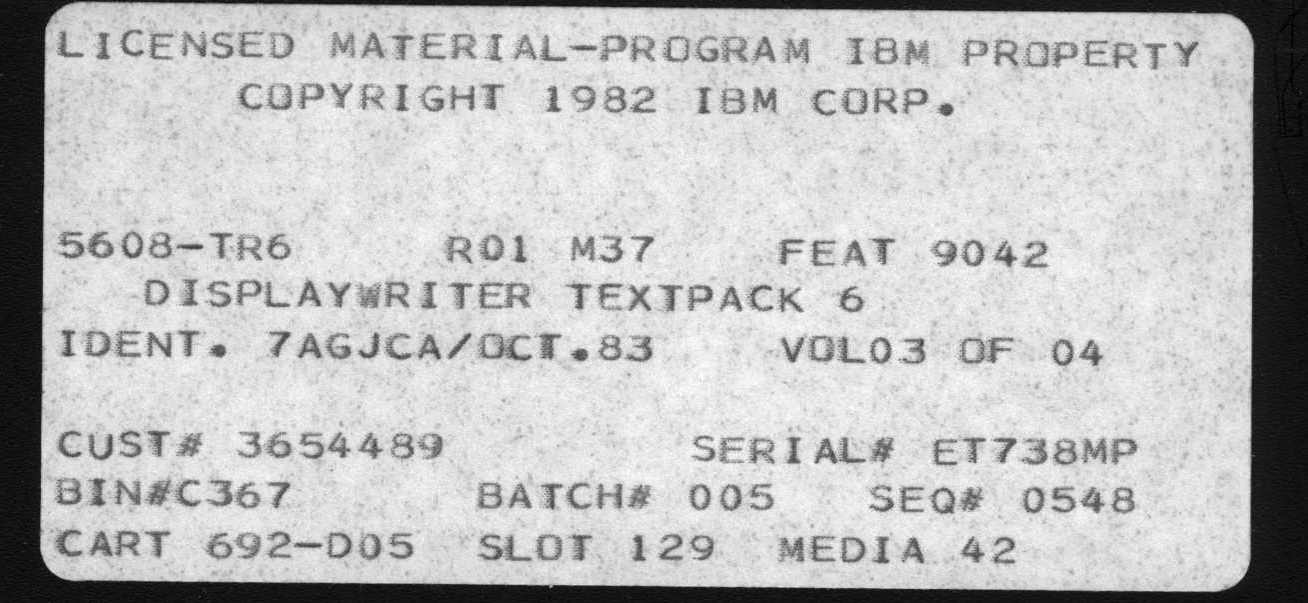 LICENSED MATERIAL-PROGRAM IBM PROPERTY
COPYRIGHT 1982 IBM CORP.
5608-TR6 R01 M37 FEAT 9042
DISPLAYWRITER TEXTPACK 6
IDENT. 7AGJCA/OCT.83 VOL03 OF 04
CUST# 3654489 SERIAL# ET738MP
BIN#C367 BATCH# 005 SEQ# 0548
CART 692-D05 SLOT 129 MEDIA 42